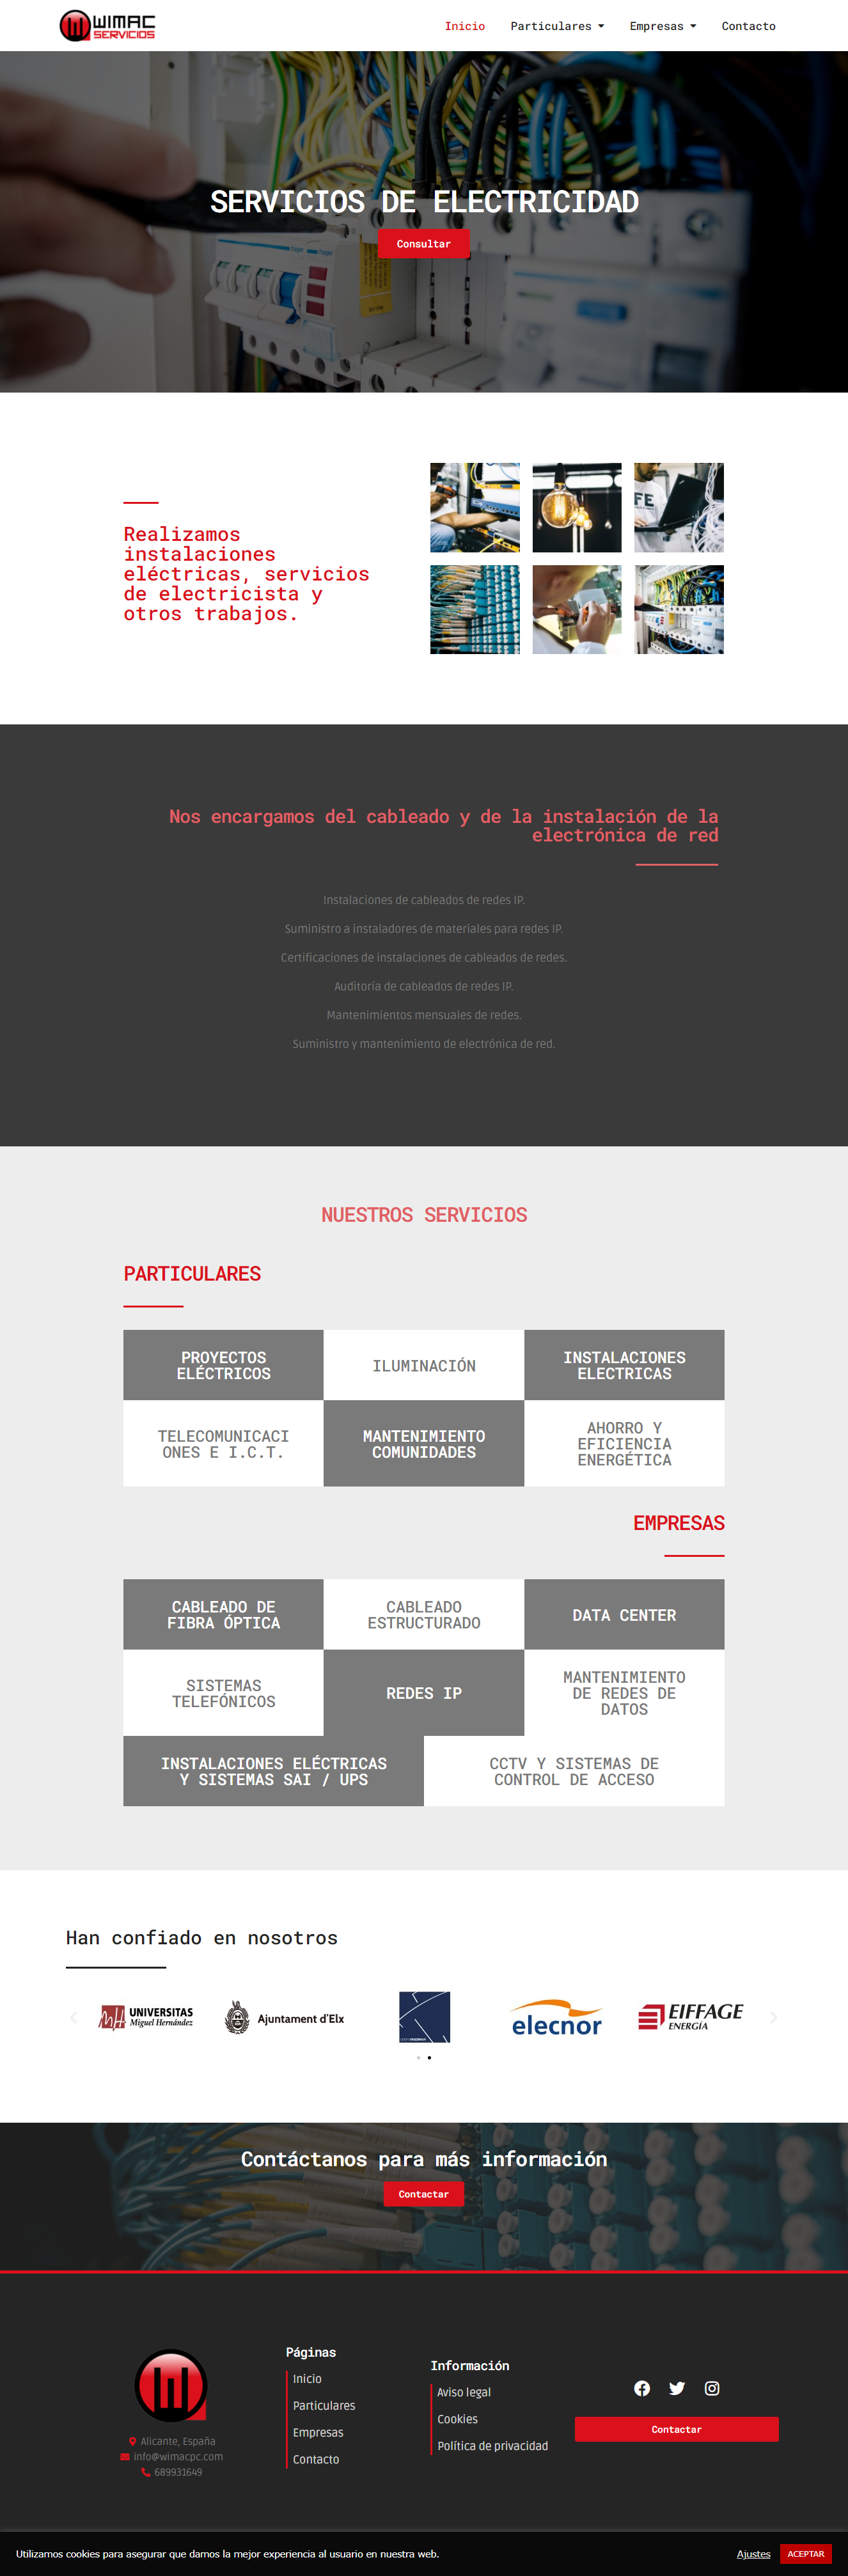 WIMAC
SERVICIOS
Inicio
Particulares
Empresas
Contacto
SERVICIOS DE ELECTRICIDAD
Consultar
Realizamos
instalaciones
eléctricas, servicios
de electricista y
otros trabajos.
Nos encargamos del cableado y de la instalación de la
electrónica de red
Instalaciones de cableados de redes IP.
Suministro a instaladores de materiales para redes IP.
Certificaciones de instalaciones de cableados de redes.
Auditoría de cableados de redes IP.
Mantenimientos mensuales de redes.
Suministro y mantenimiento de electrónica de red.
NUESTROS SERVICIOS
PARTICULARES
PROYECTOS
ELÉCTRICOS
ILUMINACIÓN
INSTALACIONES
ELECTRICAS
TELECOMUNICACI
ONES E I.C.T.
MANTENIMIENTO
COMUNIDADES
AHORRO Y
EFICIENCIA
ENERGÉTICA
EMPRESAS
CABLEADO DE
FIBRA ÓPTICA
CABLEADO
ESTRUCTURADO
DATA CENTER
SISTEMAS
TELEFÓNICOS
REDES IP
MANTENIMIENTO
DE REDES DE
DATOS
INSTALACIONES ELÉCTRICAS
Y SISTEMAS SAI / UPS
CCTV Y SISTEMAS DE
CONTROL DE ACCESO
Han confiado en nosotros
UNIVERSITAS
Miguel Hernández
Ajuntament d'Elx
elecnor
EIFFAGE
ENERGÍA
Contáctanos para más información
Contactar
Alicante, España
info@wimacpc.com
689931649
Páginas
Inicio
Particulares
Empresas
Contacto
Información
Aviso legal
Cookies
Política de privacidad
Contactar
Utilizamos cookies para asegurar que damos la mejor experiencia al usuario en nuestra web.
Ajustes
ACEPTAR